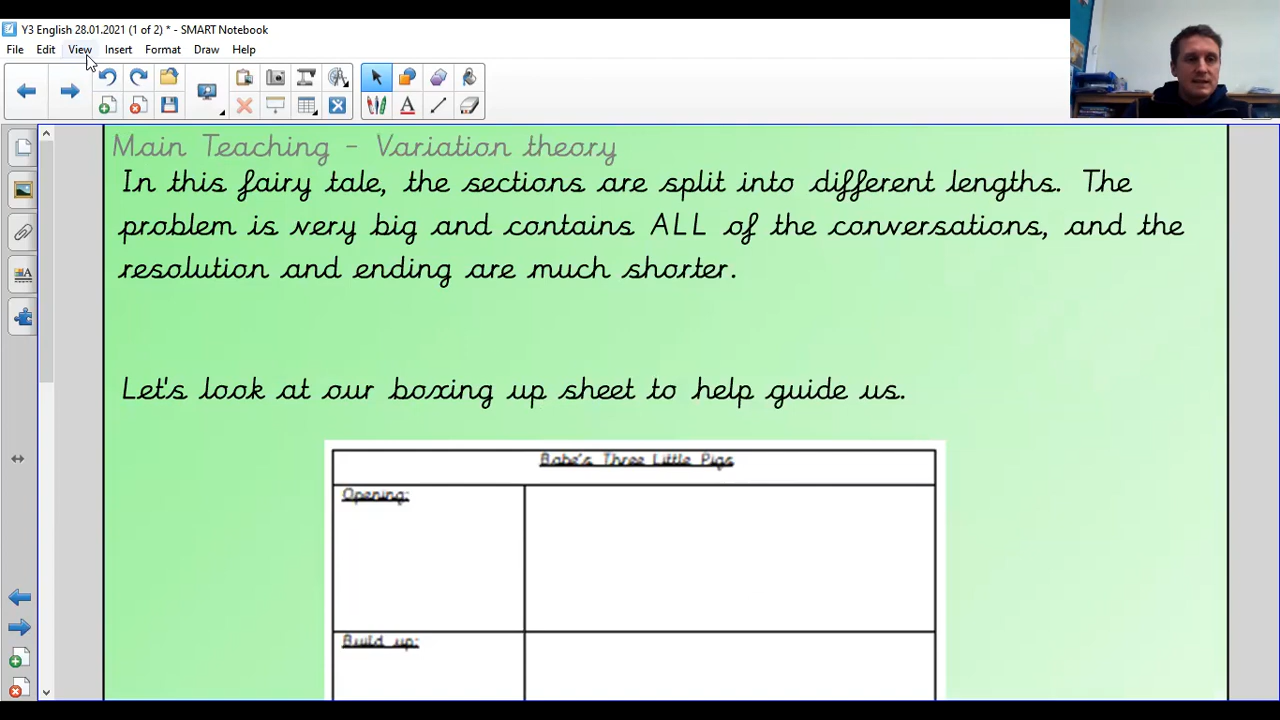 Y3 English 28.01.2021 (1 of 2) * - SMART Notebook
File Edit View Insert Format Draw Help
Main Teaching - Variation theory
In this fairy tale, the sections are split into different lengths. The
problem is very big and contains ALL of the conversations, and the
resolution and ending are much shorter.
Let's look at our boxing up sheet to help guide us.
Babe's Three Little Pigs
Opening:
Build up: